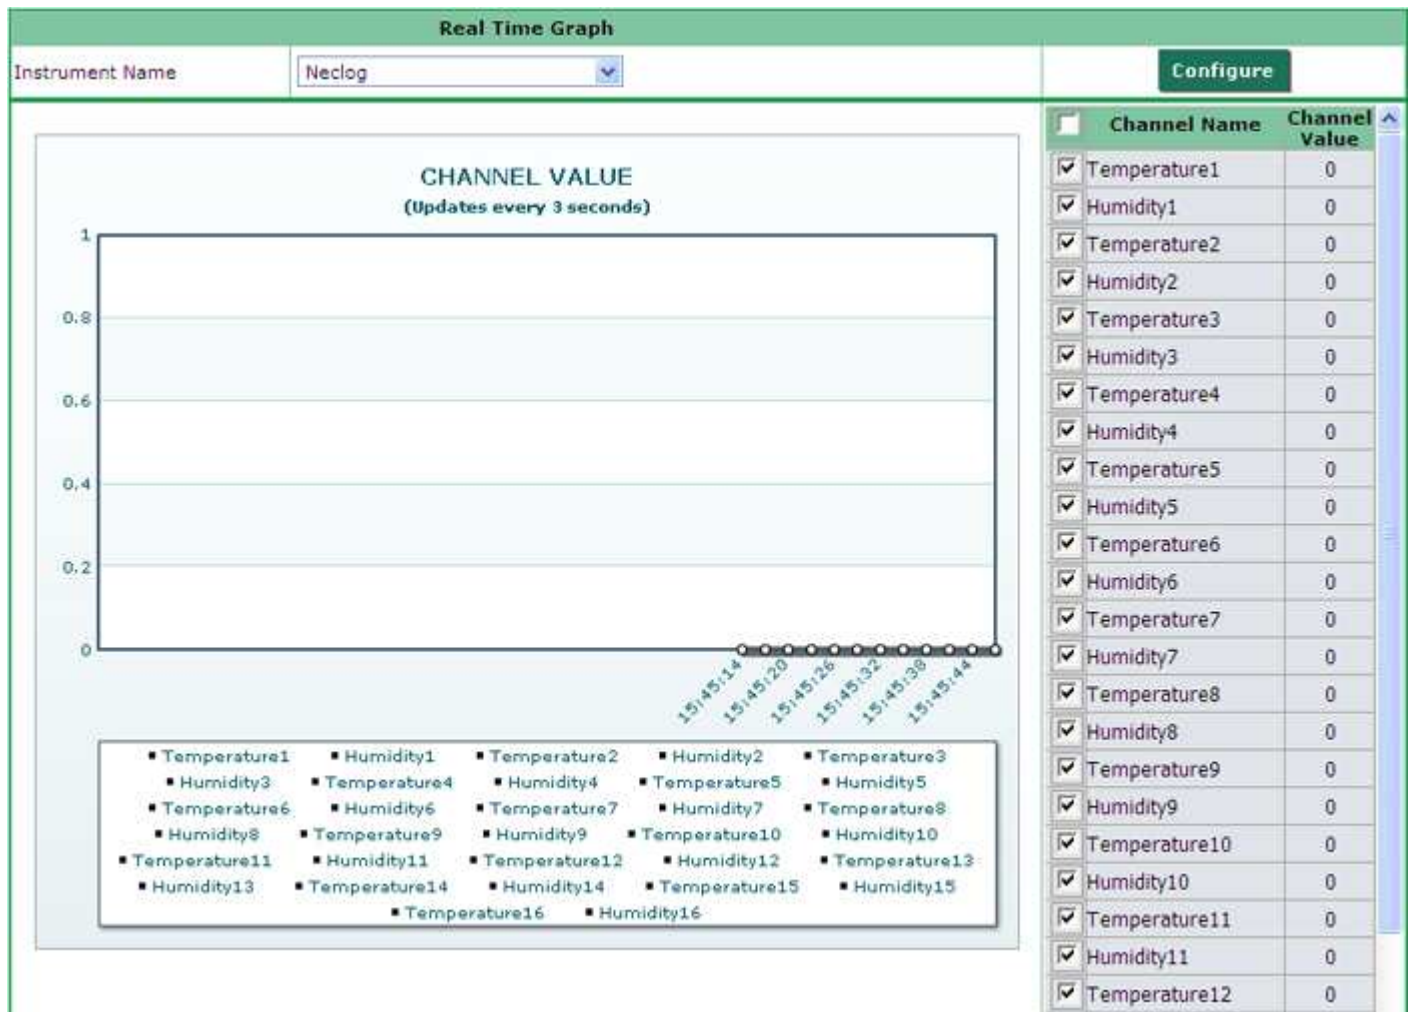 Real Time Graph
Instrument Name Neclog Configure
CHANNEL VALUE
(Updates every 3 seconds)
1
0.8
0.6
0.4
0.2
0
15:45:14 15:45:20 15:45:26 15:45:32 15:45:38 15:45:44
Temperature1 Humidity1 Temperature2 Humidity2 Temperature3
Humidity3 Temperature4 Humidity4 Temperature5 Humidity5
Temperature6 Humidity6 Temperature7 Humidity7 Temperature8
Humidity8 Temperature9 Humidity9 Temperature10 Humidity10
Temperature11 Humidity11 Temperature12 Humidity12 Temperature13
Humidity13 Temperature14 Humidity14 Temperature15 Humidity15
Temperature16 Humidity16
Channel Name Channel Value
Temperature1 0
Humidity1 0
Temperature2 0
Humidity2 0
Temperature3 0
Humidity3 0
Temperature4 0
Humidity4 0
Temperature5 0
Humidity5 0
Temperature6 0
Humidity6 0
Temperature7 0
Humidity7 0
Temperature8 0
Humidity8 0
Temperature9 0
Humidity9 0
Temperature10 0
Humidity10 0
Temperature11 0
Humidity11 0
Temperature12 0